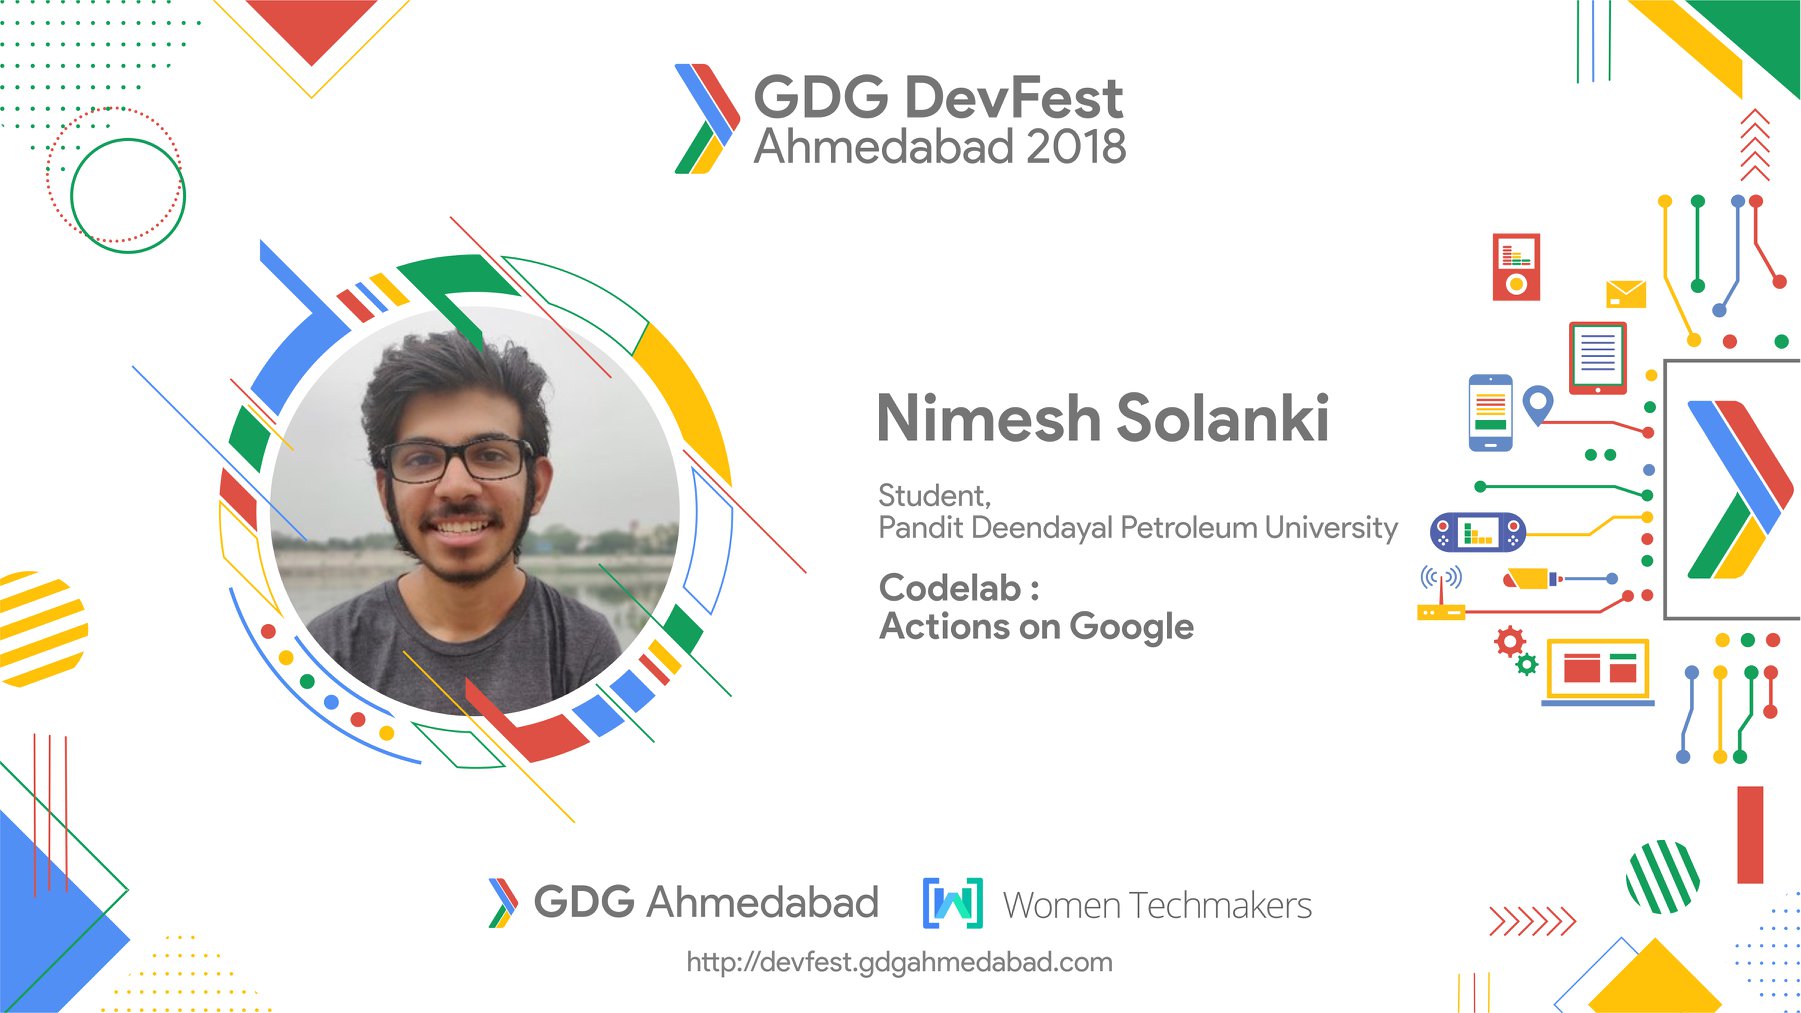 GDG DevFest
Ahmedabad 2018
Nimesh Solanki
Student,
Pandit Deendayal Petroleum University
Codelab :
Actions on Google
GDG Ahmedabad
Women Techmakers
http://devfest.gdgahmedabad.com